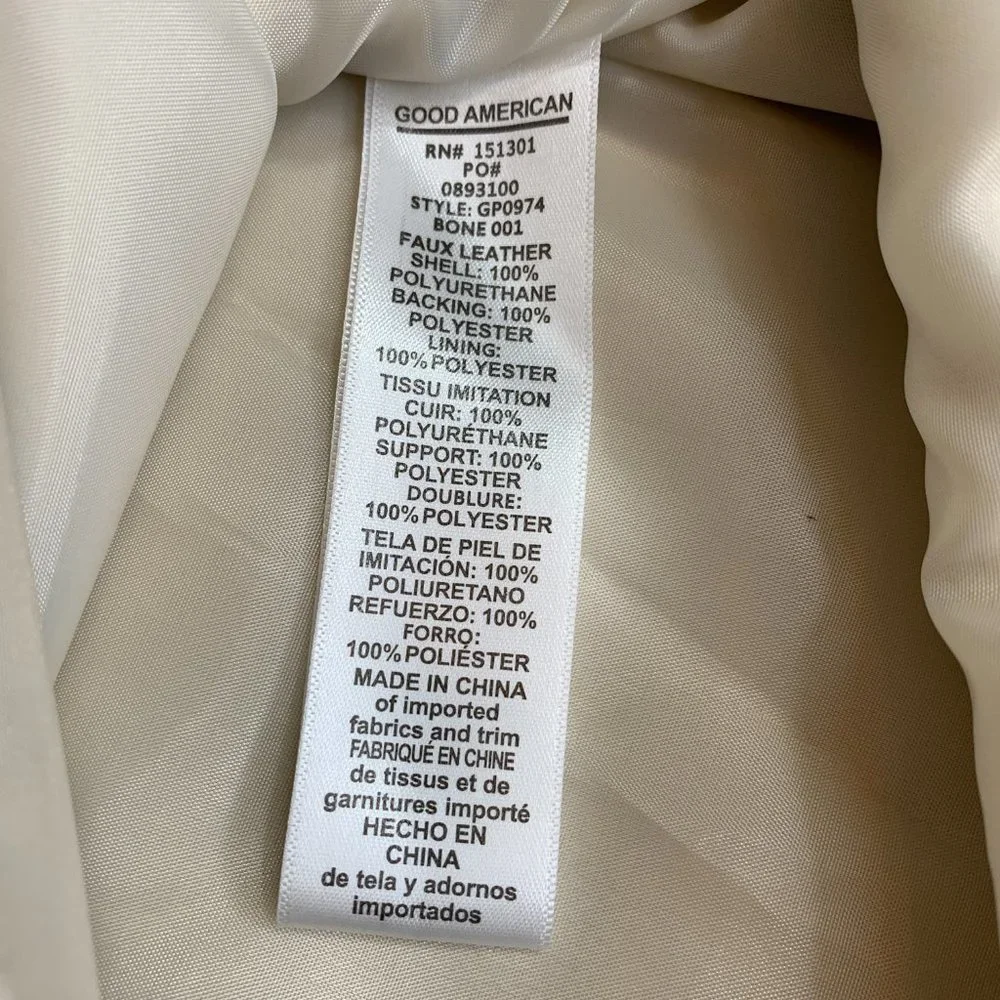 GOOD AMERICAN
RN# 151301
PO#
0893100
STYLE: GP0974
BONE 001
FAUX LEATHER
SHELL: 100%
POLYURETHANE
BACKING: 100%
POLYESTER
LINING:
100% POLYESTER
TISSU IMITATION
CUIR: 100%
POLYURÉTHANE
SUPPORT: 100%
POLYESTER
DOUBLURE:
100% POLYESTER
TELA DE PIEL DE
IMITACIÓN: 100%
POLIURETANO
REFUERZO: 100%
FORRO:
100% POLIÉSTER
MADE IN CHINA
of imported
fabrics and trim
FABRIQUÉ EN CHINE
de tissus et de
garnitures importé
HECHO EN
CHINA
de tela y adornos
importados